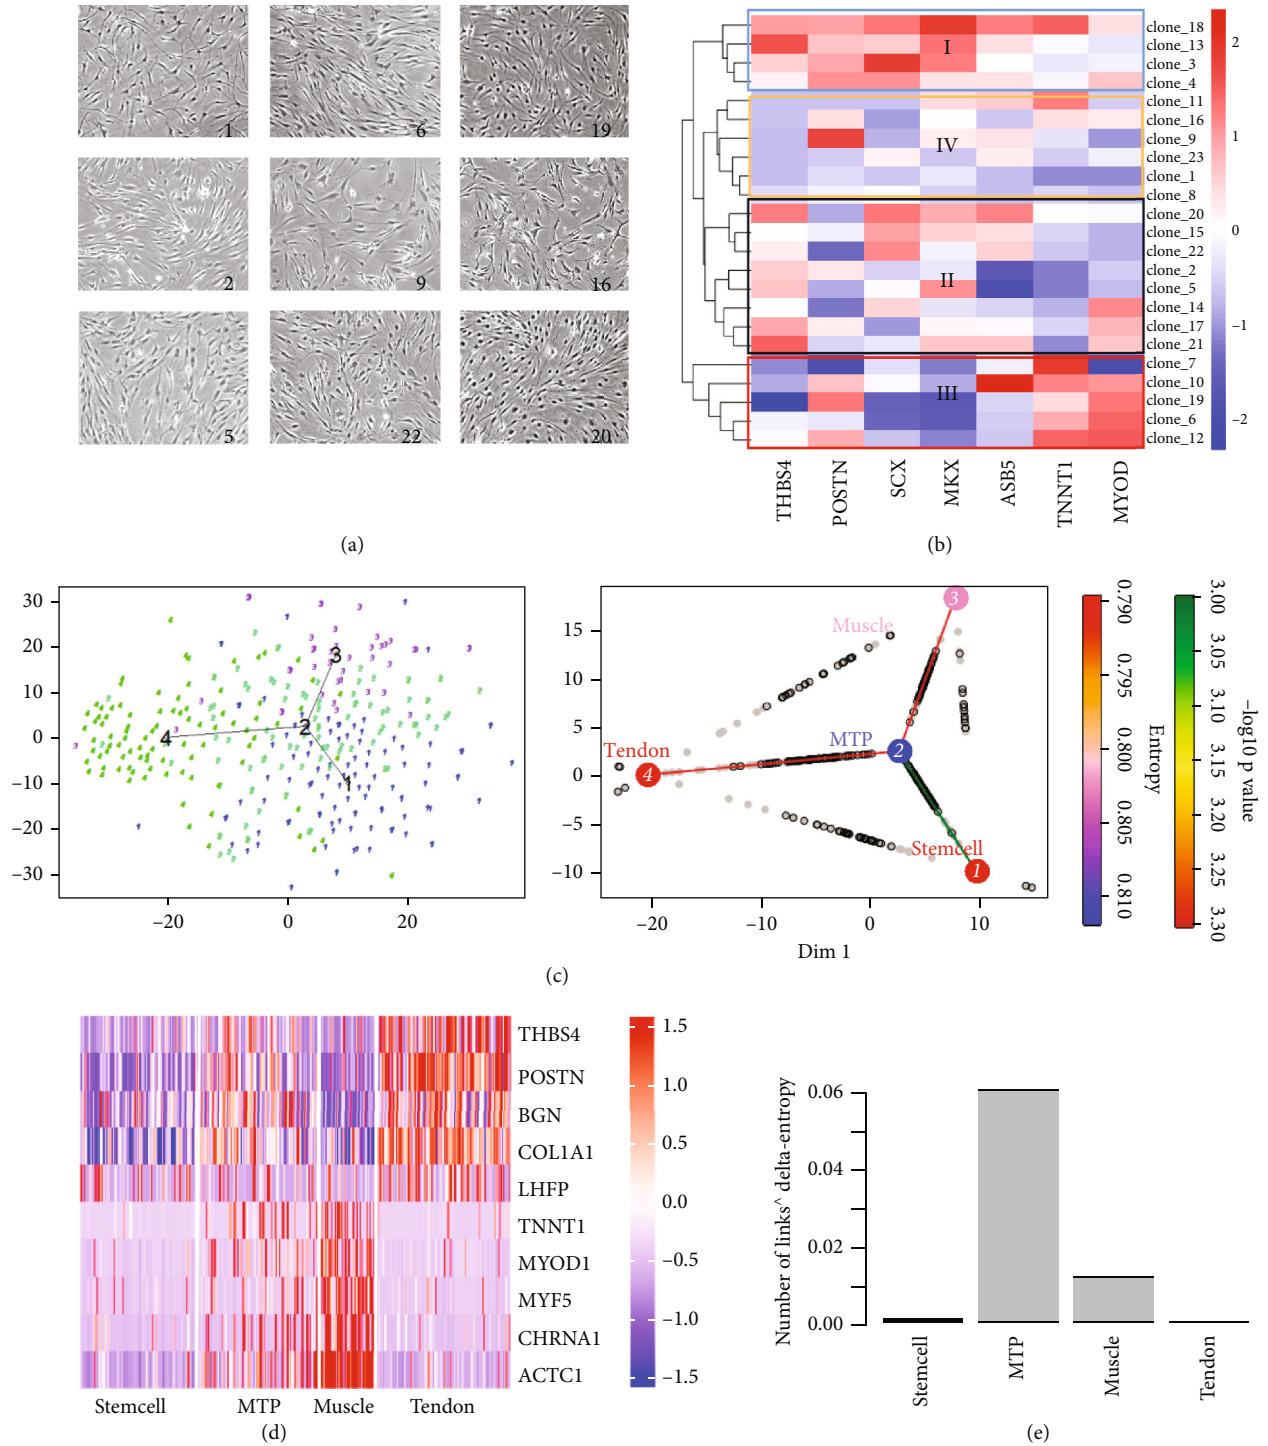 1
6
19
2
9
16
5
22
20
(a)
I
IV
II
III
clone_18
clone_13
clone_3
clone_4
clone_11
clone_16
clone_9
clone_23
clone_1
clone_8
clone_20
clone_15
clone_22
clone_2
clone_5
clone_14
clone_17
clone_21
clone_7
clone_10
clone_19
clone_6
clone_12
THBS4
POSTN
SCX
MKX
ASB5
TNNT1
MYOD
2
1
0
−1
−2
(b)
30
20
10
0
−10
−20
−30
−20
0
20
4
2
3
1
15
10
5
0
−5
−10
−20
−10
0
10
Dim 1
Muscle
3
MTP
2
Tendon
4
Stemcell
1
0.790
0.795
0.800
0.805
0.810
Entropy
3.00
3.05
3.10
3.15
3.20
3.25
3.30
−log10 p value
(c)
THBS4
POSTN
BGN
COL1A1
LHFP
TNNT1
MYOD1
MYF5
CHRNA1
ACTC1
Stemcell MTP Muscle Tendon
1.5
1.0
0.5
0.0
−0.5
−1.0
−1.5
(d)
Number of links^ delta-entropy
0.06
0.04
0.02
0.00
Stemcell
MTP
Muscle
Tendon
(e)